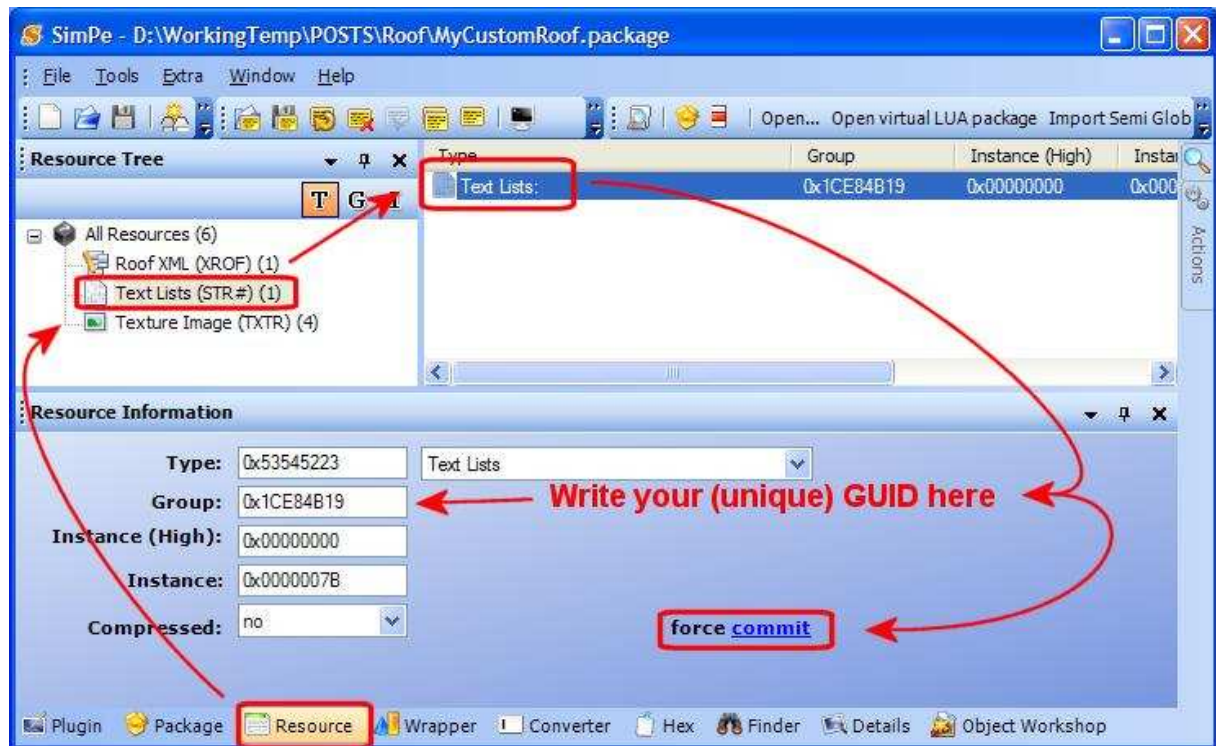 SimPe - D:\WorkingTemp\POSTS\Roof\MyCustomRoof.package
File Tools Extra Window Help
Open... Open virtual LUA package Import Semi Glob
Resource Tree
T G I
All Resources (6)
Roof XML (XROF) (1)
Text Lists (STR#) (1)
Texture Image (TXTR) (4)
Type Group Instance (High) Instan
Text Lists: 0x1CE84B19 0x00000000 0x000
Actions
Resource Information
Type: 0x53545223 Text Lists
Group: 0x1CE84B19 Write your (unique) GUID here
Instance (High): 0x00000000
Instance: 0x0000007B
Compressed: no
force commit
Plugin Package Resource Wrapper Converter Hex Finder Details Object Workshop